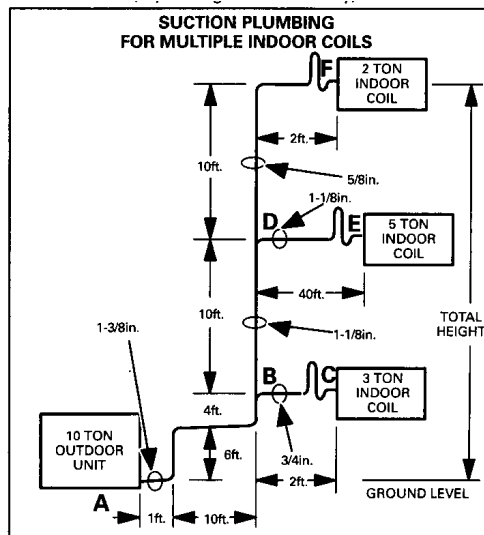 SUCTION PLUMBING
FOR MULTIPLE INDOOR COILS
F
2 TON
INDOOR
COIL
2ft.
10ft.
5/8in.
1-1/8in.
D
E
5 TON
INDOOR
COIL
40ft.
10ft.
1-3/8in.
1-1/8in.
TOTAL
HEIGHT
B
C
3 TON
INDOOR
COIL
4ft.
10 TON
OUTDOOR
UNIT
6ft.
3/4in.
2ft.
GROUND LEVEL
A
1ft.
10ft.